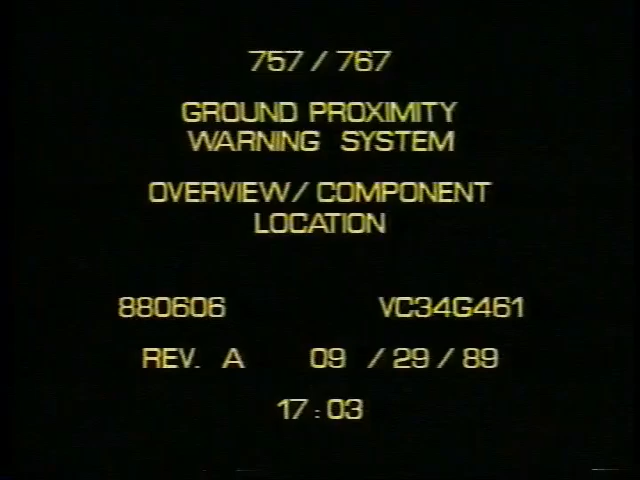 757 / 767
GROUND PROXIMITY
WARNING SYSTEM
OVERVIEW / COMPONENT
LOCATION
880606 VC34G461
REV. A 09 / 29 / 89
17 : 03